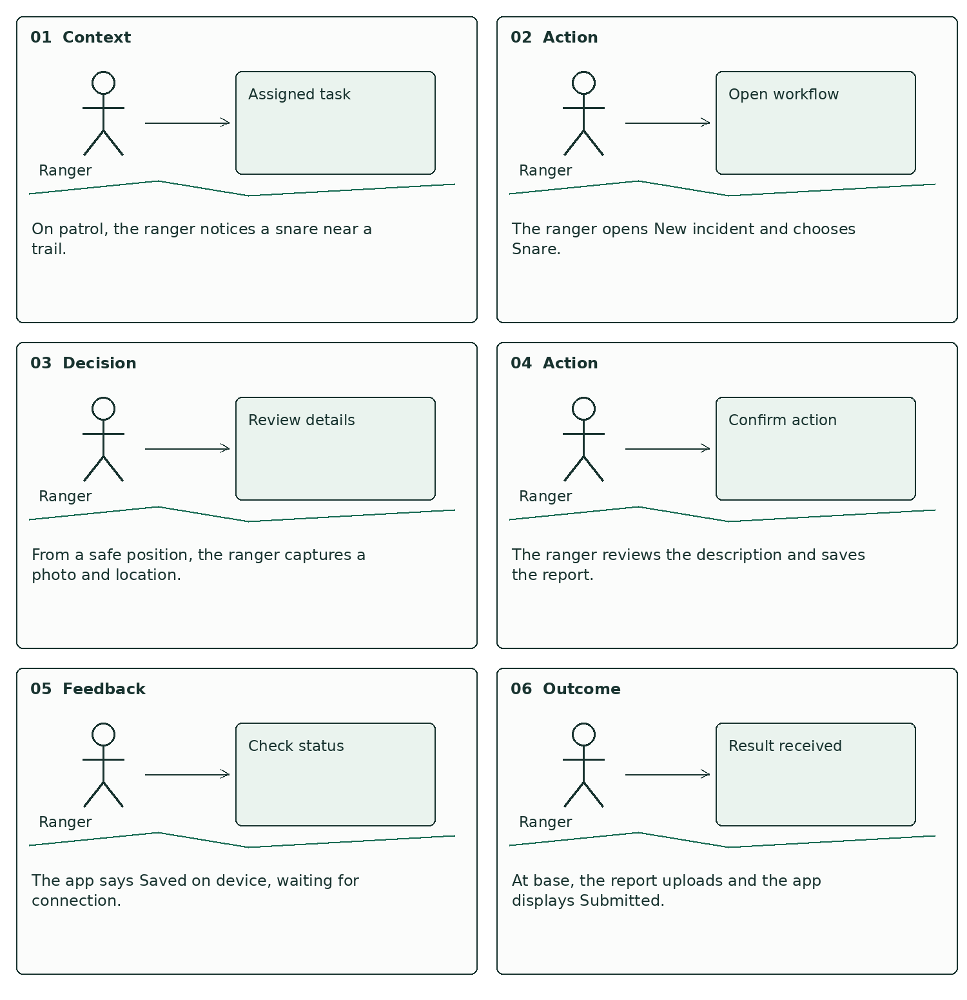 01 Context
Assigned task
Ranger
On patrol, the ranger notices a snare near a
trail.
02 Action
Open workflow
Ranger
The ranger opens New incident and chooses
Snare.
03 Decision
Review details
Ranger
From a safe position, the ranger captures a
photo and location.
04 Action
Confirm action
Ranger
The ranger reviews the description and saves
the report.
05 Feedback
Check status
Ranger
The app says Saved on device, waiting for
connection.
06 Outcome
Result received
Ranger
At base, the report uploads and the app
displays Submitted.